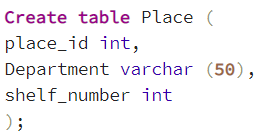 Create table Place (
place_id int,
Department varchar (50),
shelf_number int
);